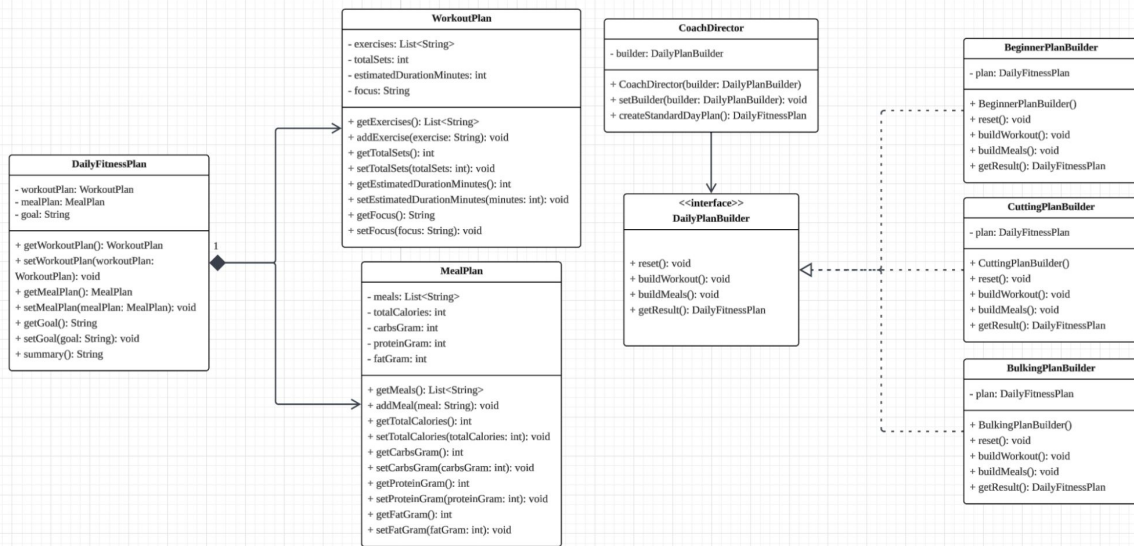 WorkoutPlan
- exercises: List<String>
- totalSets: int
- estimatedDurationMinutes: int
- focus: String
+ getExercises(): List<String>
+ addExercise(exercise: String): void
+ getTotalSets(): int
+ setTotalSets(totalSets: int): void
+ getEstimatedDurationMinutes(): int
+ setEstimatedDurationMinutes(minutes: int): void
+ getFocus(): String
+ setFocus(focus: String): void
CoachDirector
- builder: DailyPlanBuilder
+ CoachDirector(builder: DailyPlanBuilder)
+ setBuilder(builder: DailyPlanBuilder): void
+ createStandardDayPlan(): DailyFitnessPlan
BeginnerPlanBuilder
- plan: DailyFitnessPlan
+ BeginnerPlanBuilder()
+ reset(): void
+ buildWorkout(): void
+ buildMeals(): void
+ getResult(): DailyFitnessPlan
DailyFitnessPlan
- workoutPlan: WorkoutPlan
- mealPlan: MealPlan
- goal: String
+ getWorkoutPlan(): WorkoutPlan
+ setWorkoutPlan(workoutPlan:
WorkoutPlan): void
+ getMealPlan(): MealPlan
+ setMealPlan(mealPlan: MealPlan): void
+ getGoal(): String
+ setGoal(goal: String): void
+ summary(): String
1
<<interface>>
DailyPlanBuilder
+ reset(): void
+ buildWorkout(): void
+ buildMeals(): void
+ getResult(): DailyFitnessPlan
CuttingPlanBuilder
- plan: DailyFitnessPlan
+ CuttingPlanBuilder()
+ reset(): void
+ buildWorkout(): void
+ buildMeals(): void
+ getResult(): DailyFitnessPlan
MealPlan
- meals: List<String>
- totalCalories: int
- carbsGram: int
- proteinGram: int
- fatGram: int
+ getMeals(): List<String>
+ addMeal(meal: String): void
+ getTotalCalories(): int
+ setTotalCalories(totalCalories: int): void
+ getCarbsGram(): int
+ setCarbsGram(carbsGram: int): void
+ getProteinGram(): int
+ setProteinGram(proteinGram: int): void
+ getFatGram(): int
+ setFatGram(fatGram: int): void
BulkingPlanBuilder
- plan: DailyFitnessPlan
+ BulkingPlanBuilder()
+ reset(): void
+ buildWorkout(): void
+ buildMeals(): void
+ getResult(): DailyFitnessPlan